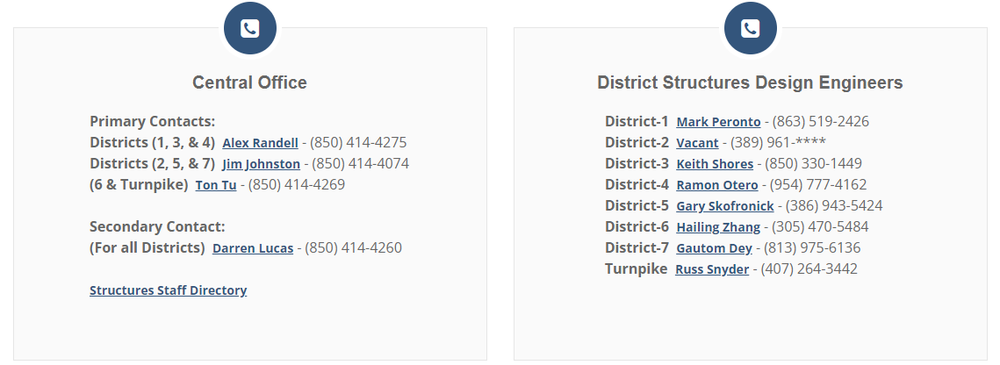 Central Office
Primary Contacts:
Districts (1, 3, & 4) Alex Randell - (850) 414-4275
Districts (2, 5, & 7) Jim Johnston - (850) 414-4074
(6 & Turnpike) Ton Tu - (850) 414-4269
Secondary Contact:
(For all Districts) Darren Lucas - (850) 414-4260
Structures Staff Directory
District Structures Design Engineers
District-1 Mark Peronto - (863) 519-2426
District-2 Vacant - (389) 961-****
District-3 Keith Shores - (850) 330-1449
District-4 Ramon Otero - (954) 777-4162
District-5 Gary Skofronick - (386) 943-5424
District-6 Hailing Zhang - (305) 470-5484
District-7 Gautom Dey - (813) 975-6136
Turnpike Russ Snyder - (407) 264-3442